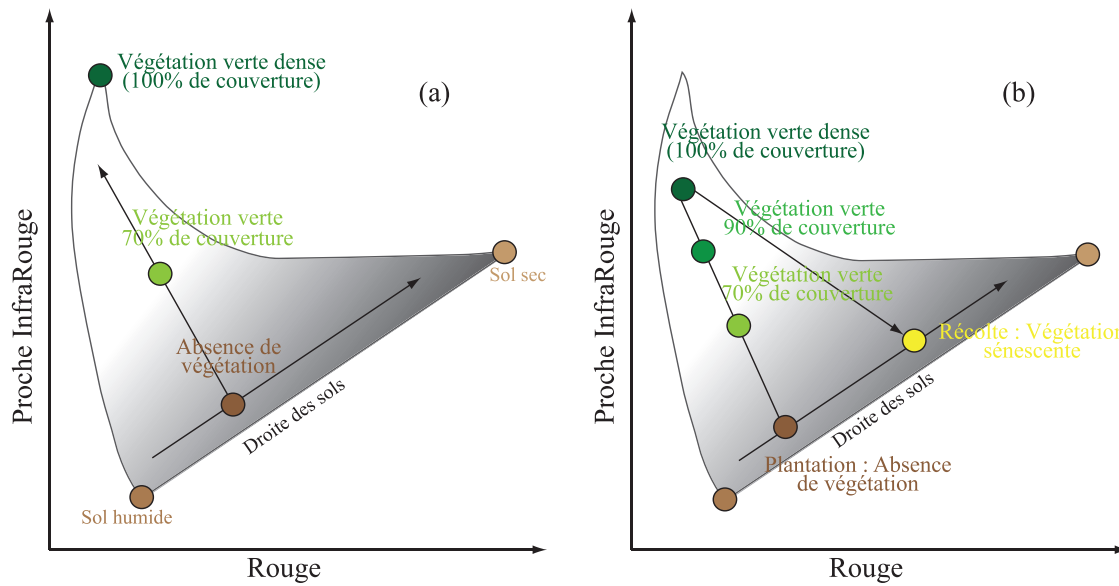 Végétation verte dense
(100% de couverture)
(a)
Végétation verte
70% de couverture
Sol sec
Absence de
végétation
Droite des sols
Sol humide
Proche InfraRouge
Rouge
(b)
Végétation verte dense
(100% de couverture)
Végétation verte
90% de couverture
Végétation verte
70% de couverture
Récolte : Végétation
sénescente
Droite des sols
Plantation : Absence
de végétation
Proche InfraRouge
Rouge